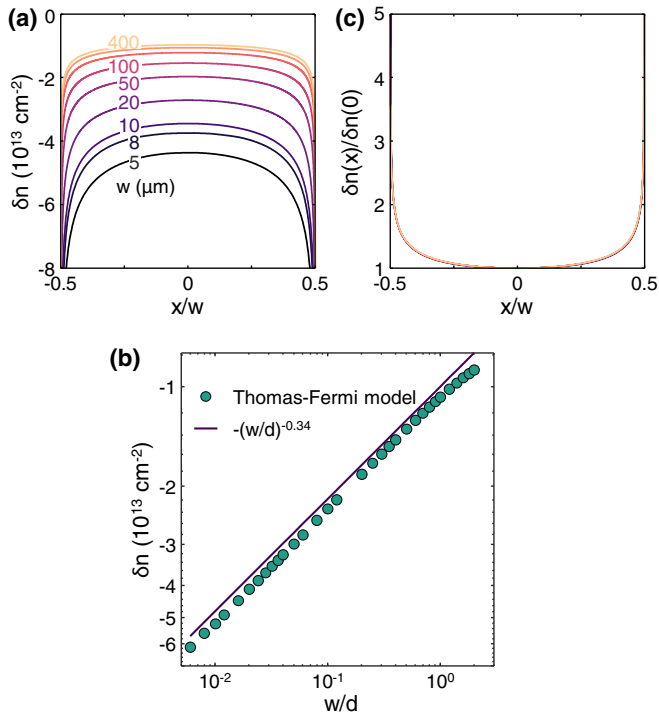 (a)
δn (10¹³ cm⁻²)
0
-2
-4
-6
-8
400
100
50
20
10
8
5
w (μm)
-0.5
0
0.5
x/w
(c)
δn(x)/δn(0)
5
4
3
2
1
-0.5
0
0.5
x/w
(b)
δn (10¹³ cm⁻²)
-1
-2
-3
-4
-5
-6
Thomas-Fermi model
-(w/d)⁻⁰·³⁴
10⁻²
10⁻¹
10⁰
w/d